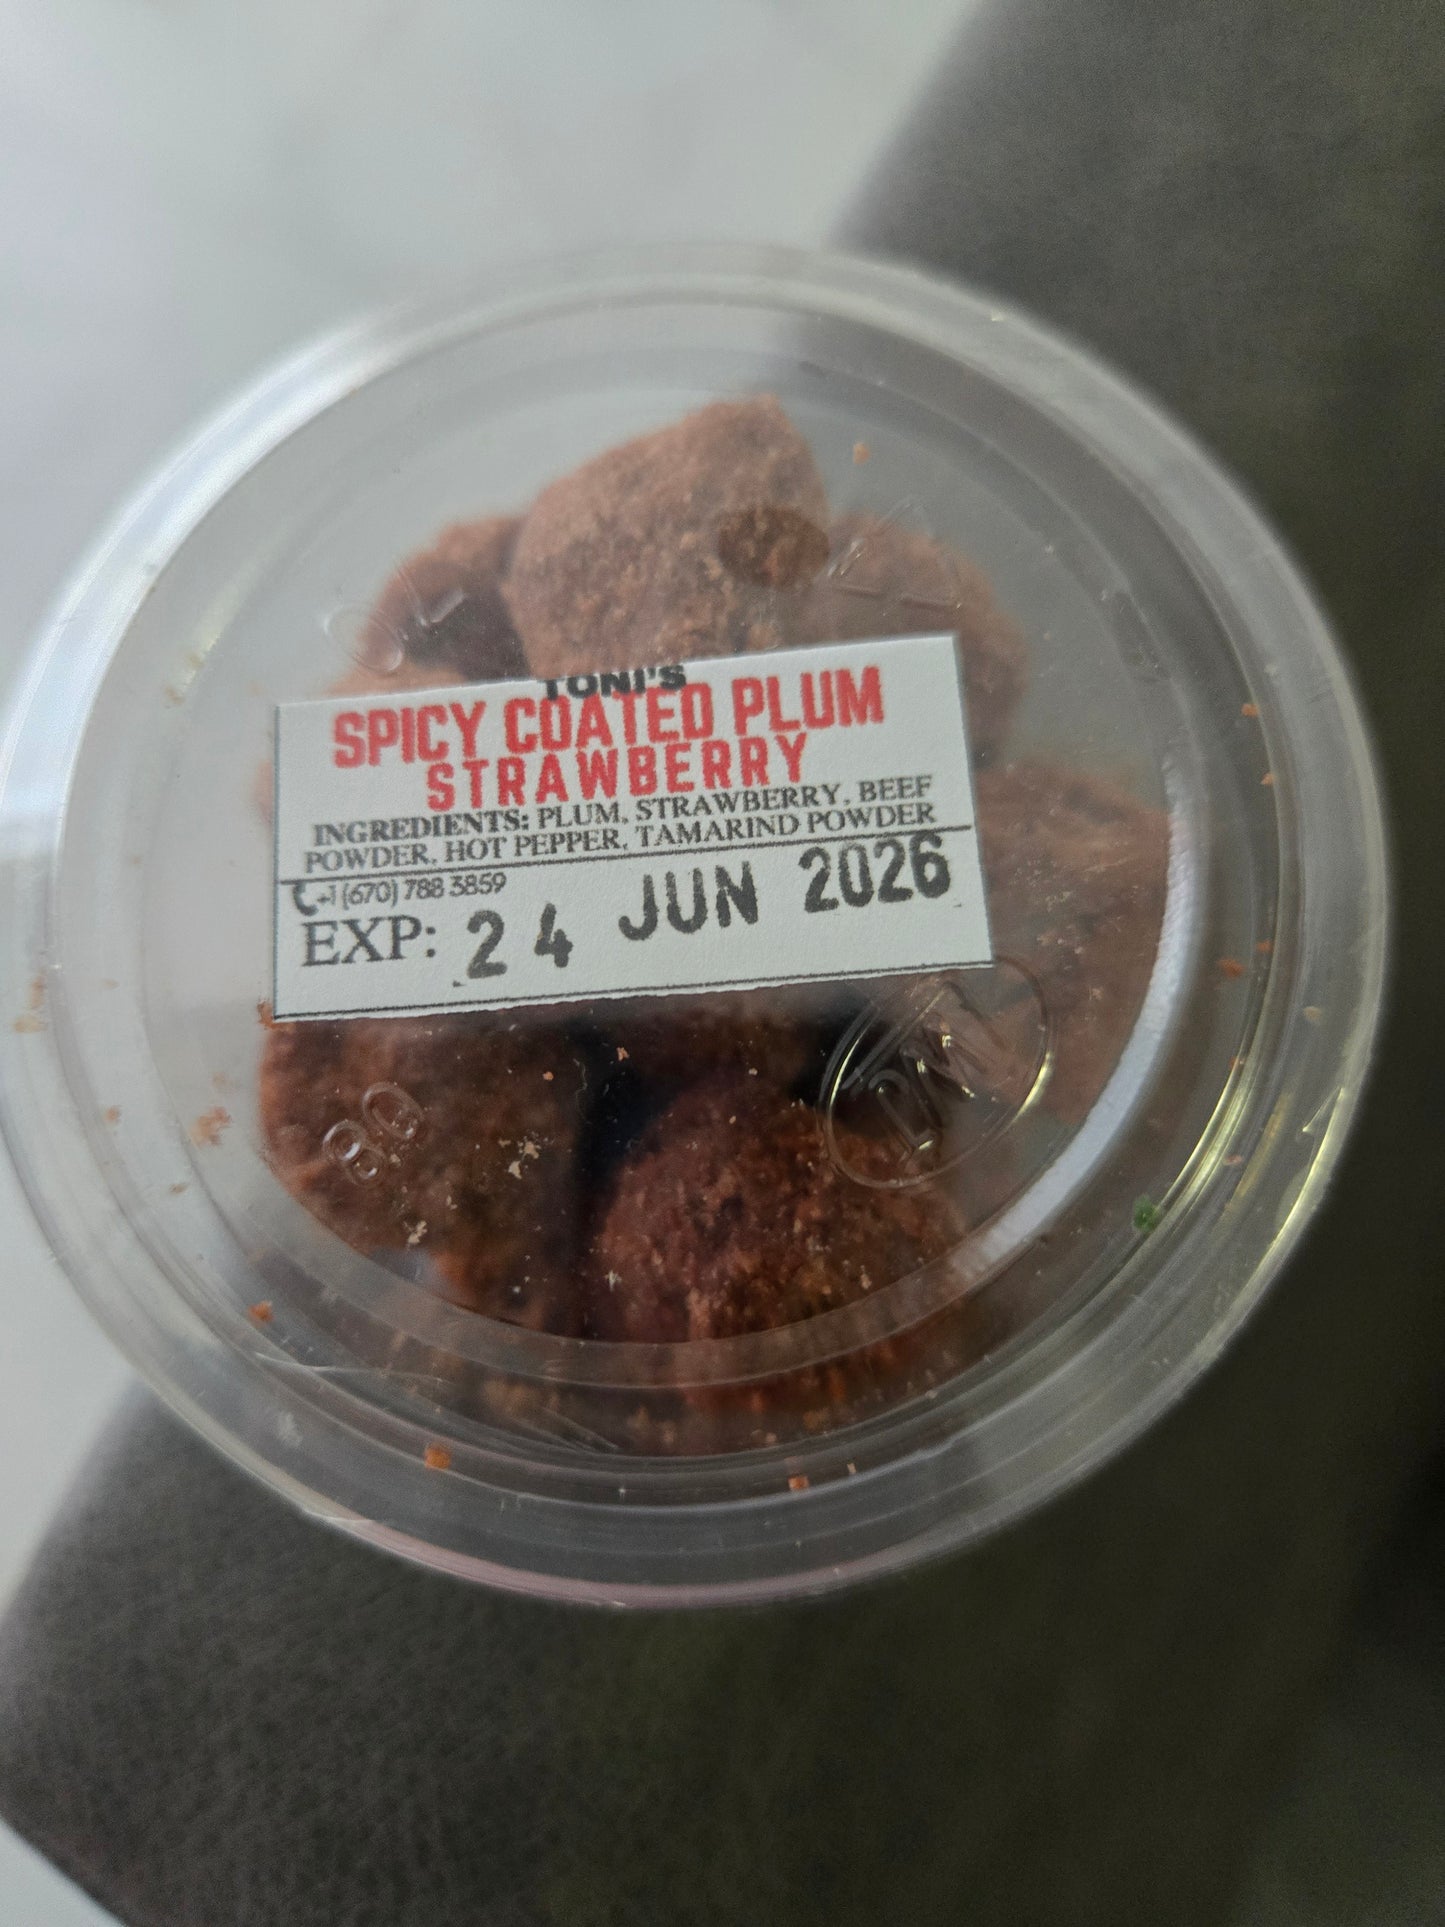 TONI'S
SPICY COATED PLUM
STRAWBERRY
INGREDIENTS: PLUM, STRAWBERRY, BEEF
POWDER, HOT PEPPER, TAMARIND POWDER
+1 (670) 788 3859
EXP: 24 JUN 2026